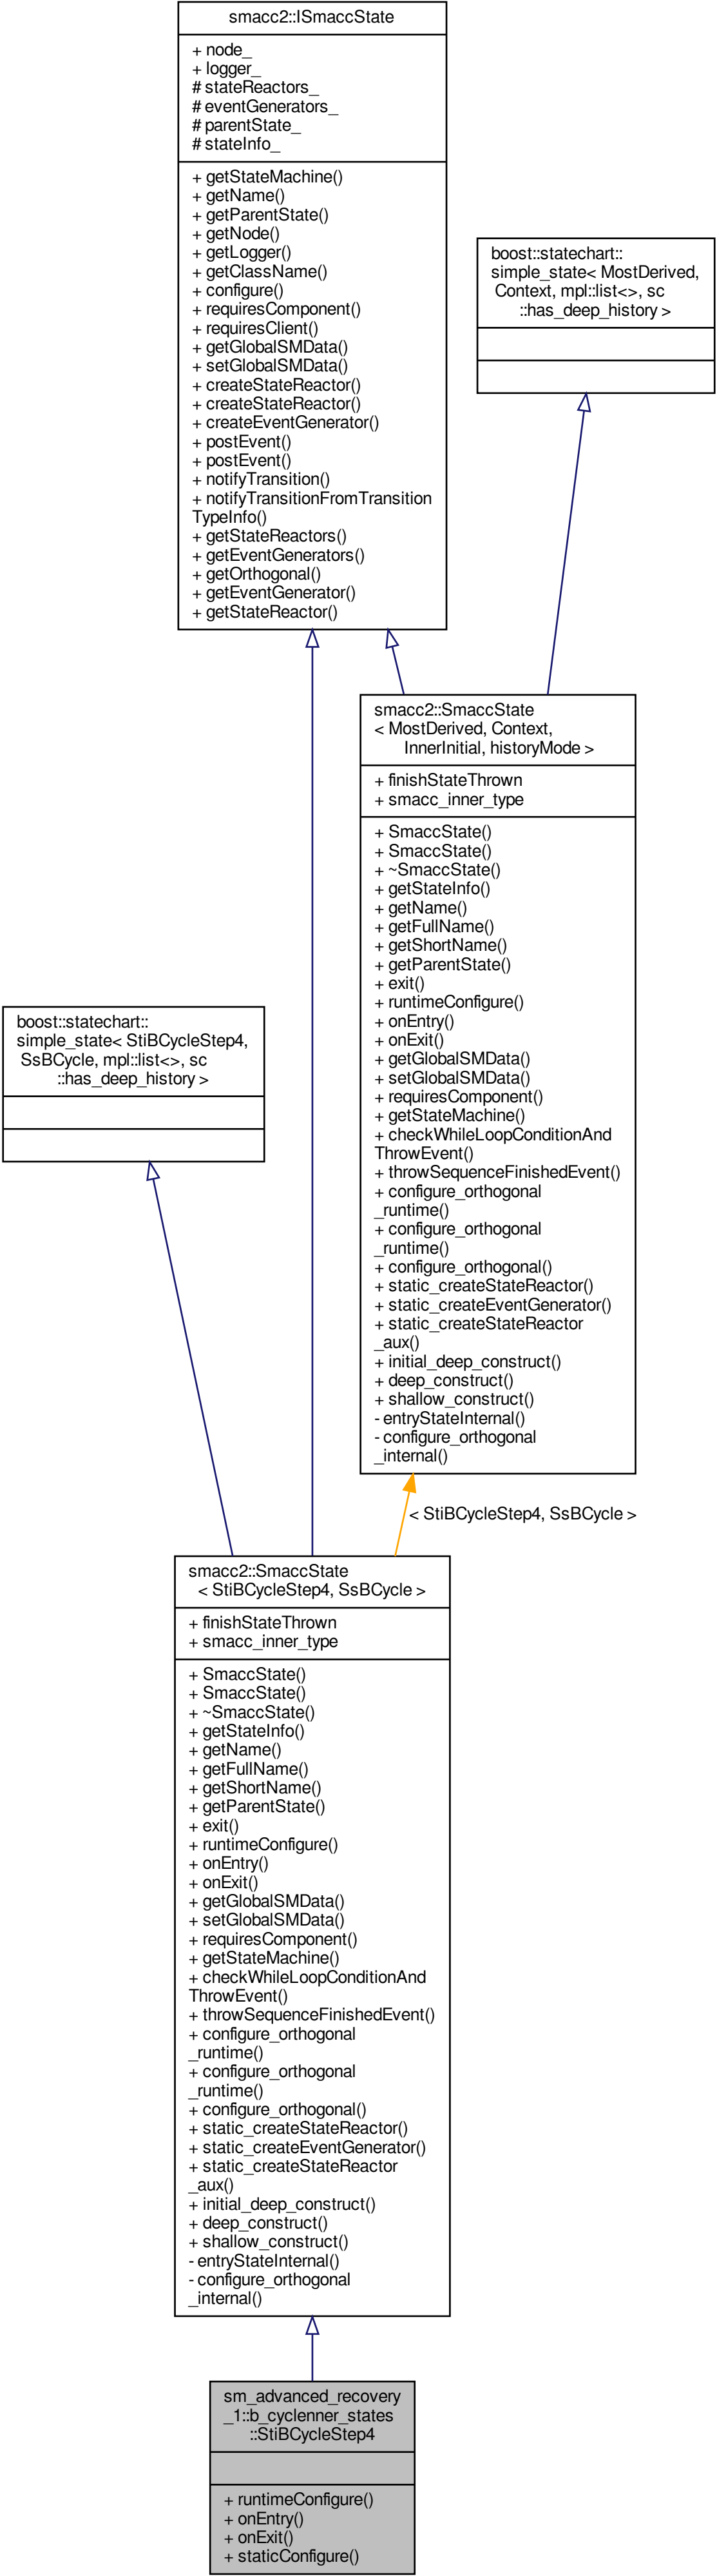 smacc2::ISmaccState
+ node_
+ logger_
# stateReactors_
# eventGenerators_
# parentState_
# stateInfo_
+ getStateMachine()
+ getName()
+ getParentState()
+ getNode()
+ getLogger()
+ getClassName()
+ configure()
+ requiresComponent()
+ requiresClient()
+ getGlobalSMData()
+ setGlobalSMData()
+ createStateReactor()
+ createStateReactor()
+ createEventGenerator()
+ postEvent()
+ postEvent()
+ notifyTransition()
+ notifyTransitionFromTransition
TypeInfo()
+ getStateReactors()
+ getEventGenerators()
+ getOrthogonal()
+ getEventGenerator()
+ getStateReactor()
boost::statechart::
simple_state< MostDerived,
Context, mpl::list<>, sc
::has_deep_history >
smacc2::SmaccState
< MostDerived, Context,
InnerInitial, historyMode >
+ finishStateThrown
+ smacc_inner_type
+ SmaccState()
+ SmaccState()
+ ~SmaccState()
+ getStateInfo()
+ getName()
+ getFullName()
+ getShortName()
+ getParentState()
+ exit()
+ runtimeConfigure()
+ onEntry()
+ onExit()
+ getGlobalSMData()
+ setGlobalSMData()
+ requiresComponent()
+ getStateMachine()
+ checkWhileLoopConditionAnd
ThrowEvent()
+ throwSequenceFinishedEvent()
+ configure_orthogonal
_runtime()
+ configure_orthogonal
_runtime()
+ configure_orthogonal()
+ static_createStateReactor()
+ static_createEventGenerator()
+ static_createStateReactor
_aux()
+ initial_deep_construct()
+ deep_construct()
+ shallow_construct()
- entryStateInternal()
- configure_orthogonal
_internal()
boost::statechart::
simple_state< StiBCycleStep4,
SsBCycle, mpl::list<>, sc
::has_deep_history >
< StiBCycleStep4, SsBCycle >
smacc2::SmaccState
< StiBCycleStep4, SsBCycle >
+ finishStateThrown
+ smacc_inner_type
+ SmaccState()
+ SmaccState()
+ ~SmaccState()
+ getStateInfo()
+ getName()
+ getFullName()
+ getShortName()
+ getParentState()
+ exit()
+ runtimeConfigure()
+ onEntry()
+ onExit()
+ getGlobalSMData()
+ setGlobalSMData()
+ requiresComponent()
+ getStateMachine()
+ checkWhileLoopConditionAnd
ThrowEvent()
+ throwSequenceFinishedEvent()
+ configure_orthogonal
_runtime()
+ configure_orthogonal
_runtime()
+ configure_orthogonal()
+ static_createStateReactor()
+ static_createEventGenerator()
+ static_createStateReactor
_aux()
+ initial_deep_construct()
+ deep_construct()
+ shallow_construct()
- entryStateInternal()
- configure_orthogonal
_internal()
sm_advanced_recovery
_1::b_cyclenner_states
::StiBCycleStep4
+ runtimeConfigure()
+ onEntry()
+ onExit()
+ staticConfigure()